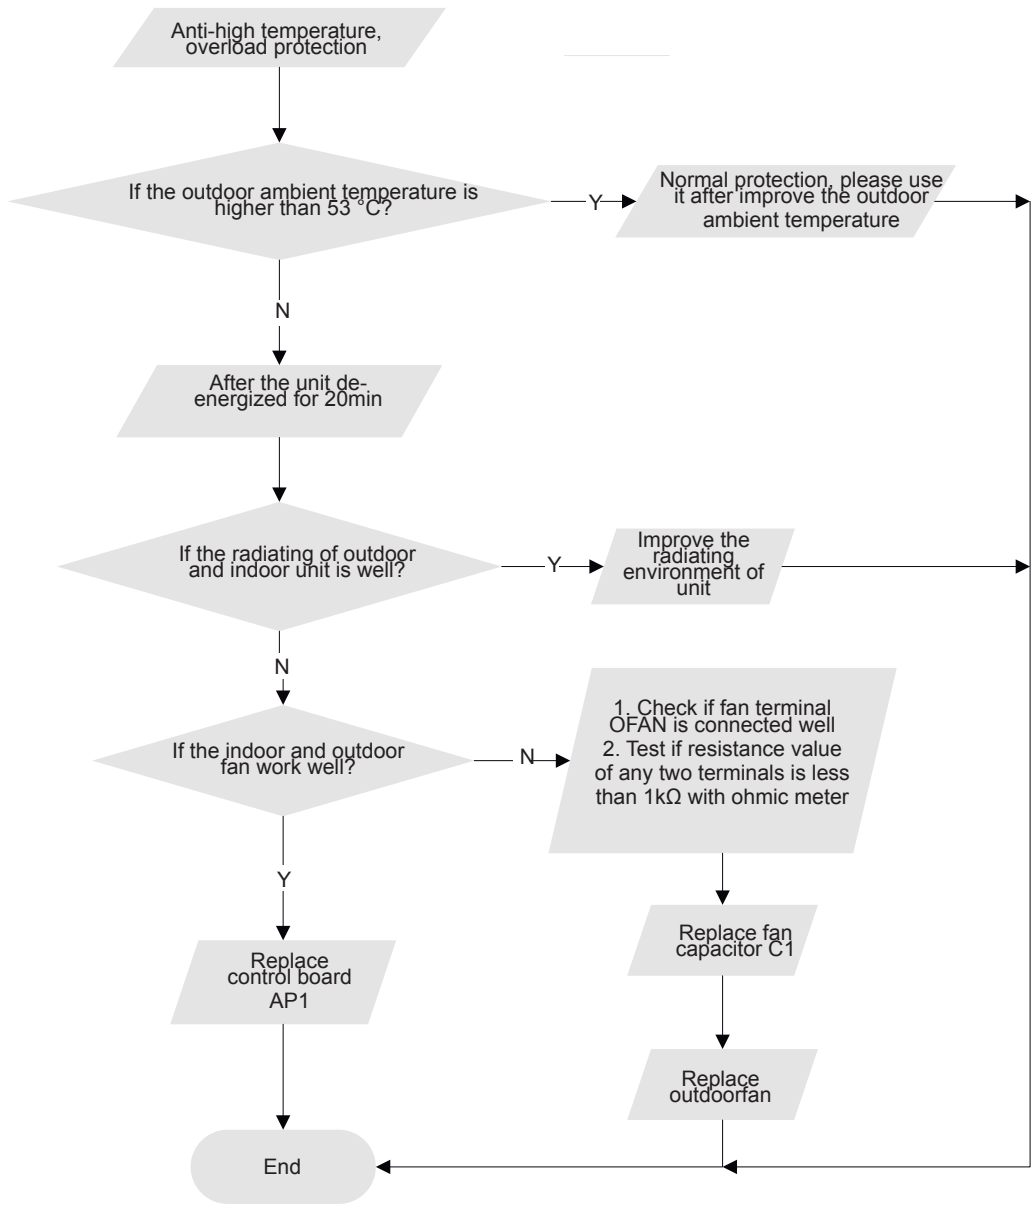 Anti-high temperature,
overload protection
If the outdoor ambient temperature is
higher than 53 °C?
Y
Normal protection, please use
it after improve the outdoor
ambient temperature
N
After the unit de-
energized for 20min
If the radiating of outdoor
and indoor unit is well?
Y
Improve the
radiating
environment of
unit
N
If the indoor and outdoor
fan work well?
N
1. Check if fan terminal
OFAN is connected well
2. Test if resistance value
of any two terminals is less
than 1kΩ with ohmic meter
Y
Replace fan
capacitor C1
Replace
control board
AP1
Replace
outdoorfan
End